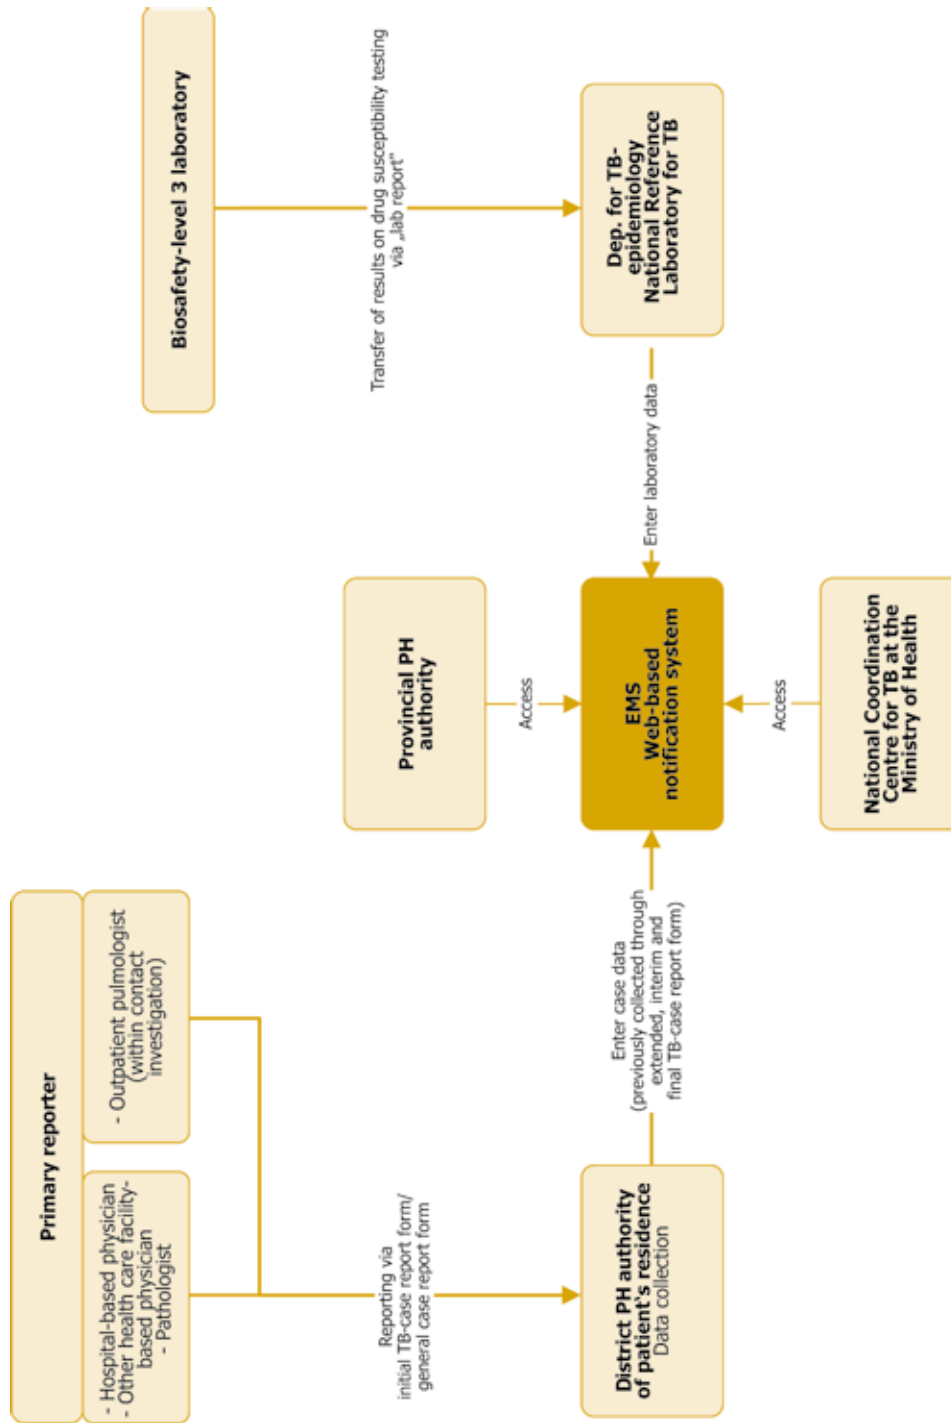 Primary reporter
- Hospital-based physician
- Other health care facility-
based physician
- Pathologist
- Outpatient pulmologist
(within contact
investigation)
Biosafety-level 3 laboratory
Reporting via
initial TB-case report form/
general case report form
Transfer of results on drug susceptibility testing
via „lab report“
Provincial PH
authority
Access
District PH authority
of patient‘s residence
Data collection
Enter case data
(previously collected through
extended, interim and
final TB-case report form)
EMS
Web-based
notification system
Enter laboratory data
Dep. for TB-
epidemiology
National Reference
Laboratory for TB
Access
National Coordination
Centre for TB at the
Ministry of Health